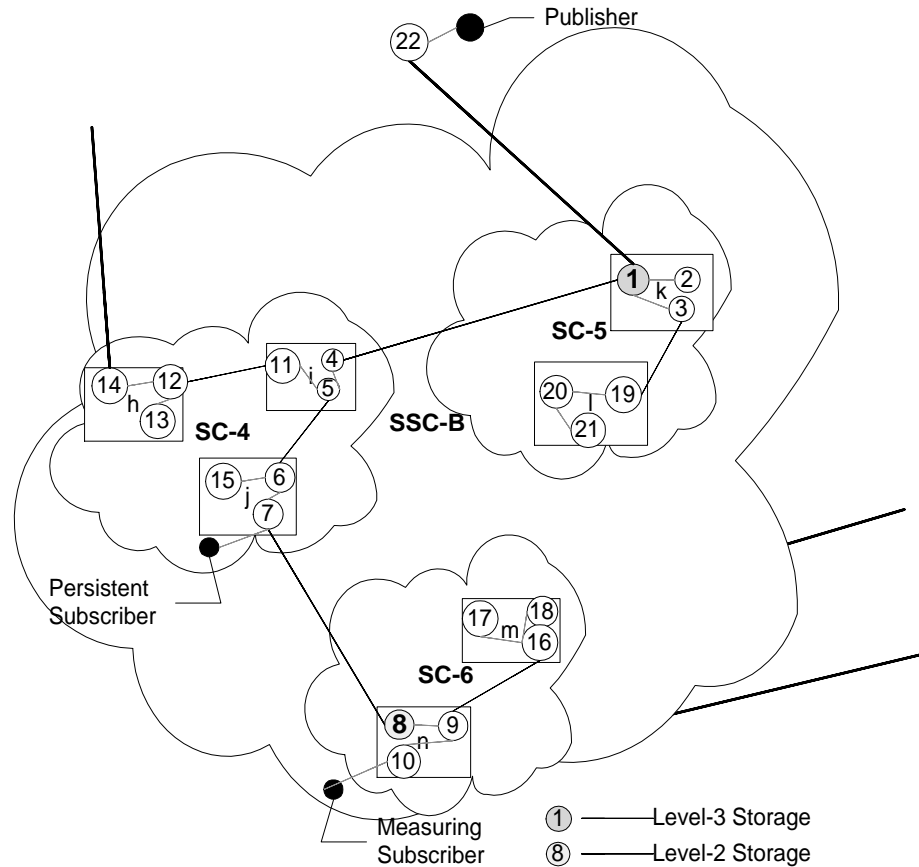 Publisher
22
1
2
k
3
SC-5
4
11
i
5
14
12
h
13
20
19
l
21
SSC-B
SC-4
15
6
j
7
Persistent
Subscriber
17
18
m
16
SC-6
8
9
n
10
Measuring
Subscriber
1 Level-3 Storage
8 Level-2 Storage